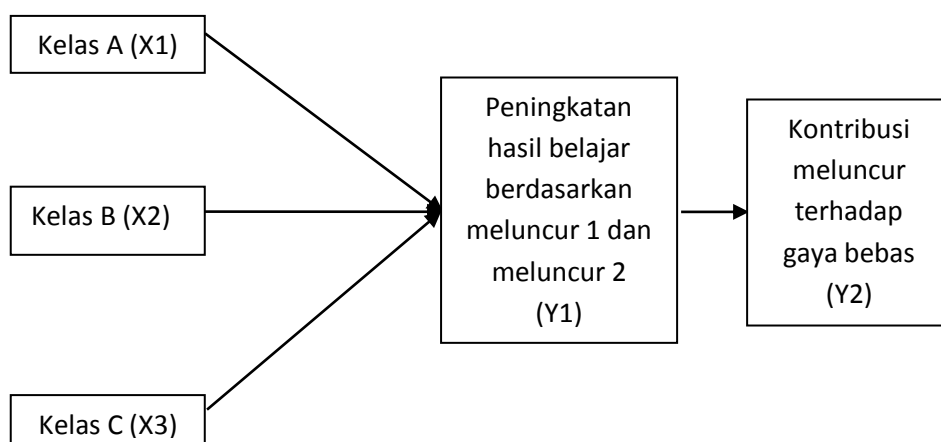 Kelas A (X1)
Kelas B (X2)
Kelas C (X3)
Peningkatan
hasil belajar
berdasarkan
meluncur 1 dan
meluncur 2
(Y1)
Kontribusi
meluncur
terhadap
gaya bebas
(Y2)